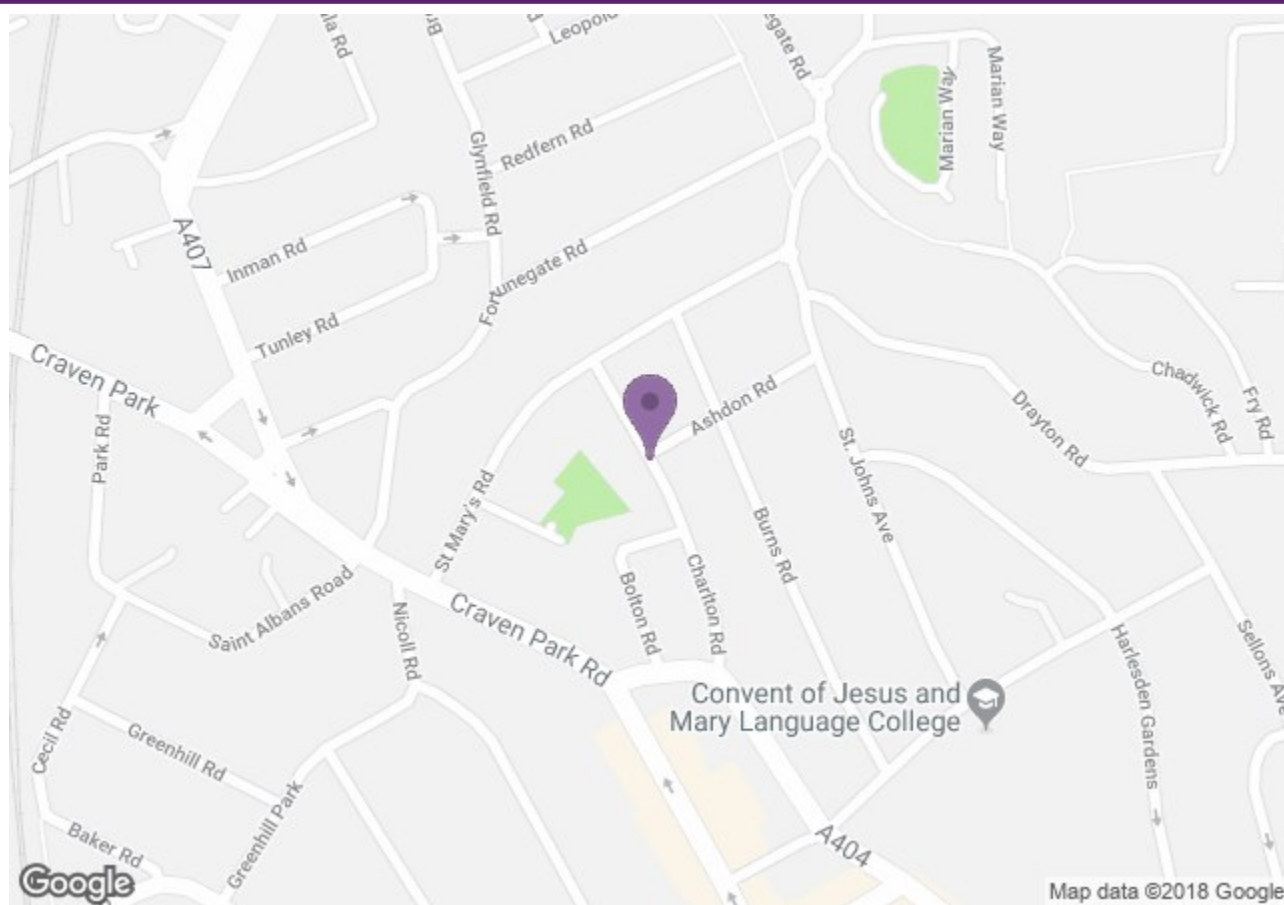 Leopold
Redfern Rd
Glynfield Rd
Marian Way
Marian Way
A407
Inman Rd
Fortunegate Rd
Tunley Rd
Craven Park
Park Rd
Ashdon Rd
Chadwick Rd
Fry Rd
Drayton Rd
St. Johns Ave
St Mary's Rd
Burns Rd
Charlton Rd
Bolton Rd
Saint Albans Road
Nicoll Rd
Craven Park Rd
Convent of Jesus and
Mary Language College
Harlesden Gardens
Sellons Ave
Cecil Rd
Greenhill Rd
Greenhill Park
Baker Rd
A404
Google
Map data ©2018 Google